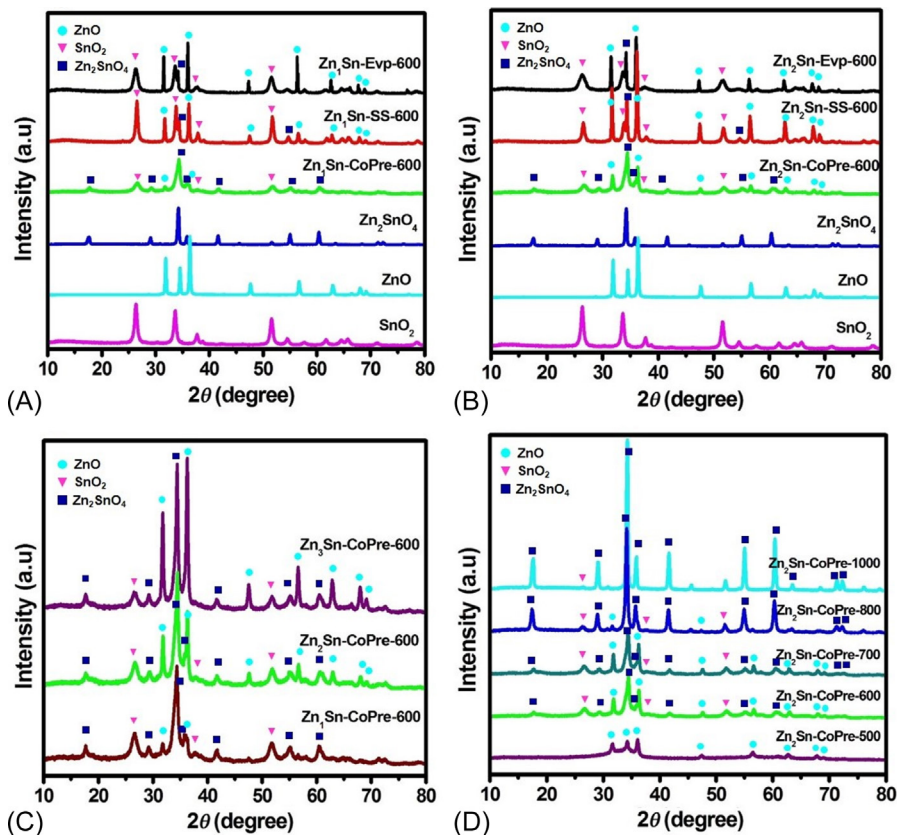 ZnO
SnO₂
Zn₂SnO₄
Zn₁Sn-Evp-600
Zn₁Sn-SS-600
Zn₁Sn-CoPre-600
Zn₂SnO₄
ZnO
SnO₂
Intensity (a.u)
10 20 30 40 50 60 70 80
2θ (degree)
(A)
ZnO
SnO₂
Zn₂SnO₄
Zn₂Sn-Evp-600
Zn₂Sn-SS-600
Zn₂Sn-CoPre-600
Zn₂SnO₄
ZnO
SnO₂
Intensity (a.u)
10 20 30 40 50 60 70 80
2θ (degree)
(B)
ZnO
SnO₂
Zn₂SnO₄
Zn₃Sn-CoPre-600
Zn₂Sn-CoPre-600
Zn₁Sn-CoPre-600
Intensity (a.u)
10 20 30 40 50 60 70 80
2θ (degree)
(C)
ZnO
SnO₂
Zn₂SnO₄
Zn₂Sn-CoPre-1000
Zn₂Sn-CoPre-800
Zn₂Sn-CoPre-700
Zn₂Sn-CoPre-600
Zn₂Sn-CoPre-500
Intensity (a.u)
10 20 30 40 50 60 70 80
2θ (degree)
(D)